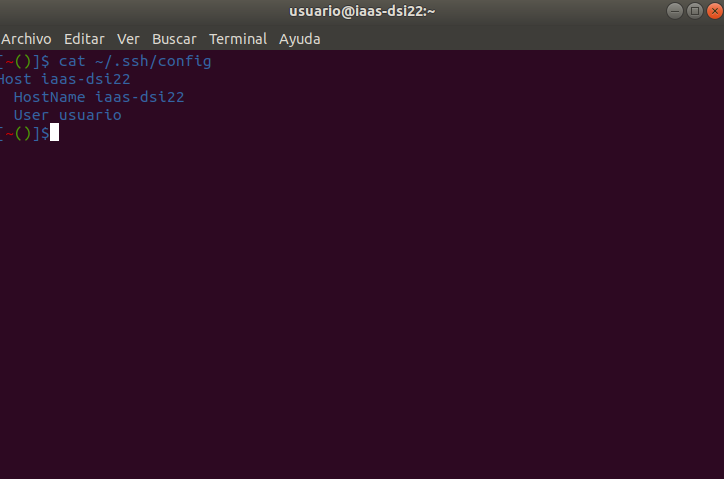 usuario@iaas-dsi22:~
Archivo Editar Ver Buscar Terminal Ayuda
[~()]$ cat ~/.ssh/config
Host iaas-dsi22
  HostName iaas-dsi22
  User usuario
[~()]$